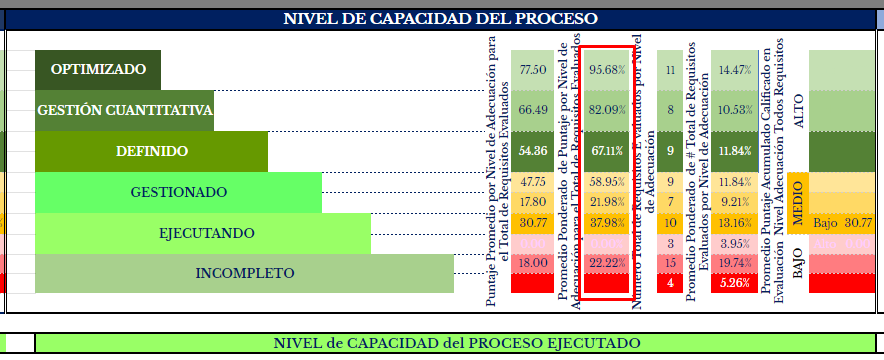 NIVEL DE CAPACIDAD DEL PROCESO
Puntaje Promedio por Nivel de Adecuación para
el Total de Requisitos Evaluados
Promedio Ponderado de Puntaje por Nivel de
Adecuación para el Total de Requisitos Evaluados
Número Total de Requisitos Evaluados por Nivel
de Adecuación
Promedio Ponderado de # Total de Requisitos
Evaluados por Nivel de Adecuación
Promedio Puntaje Acumulado Calificado en
Evaluación Nivel Adecuación Todos Requisitos
OPTIMIZADO 77.50 95.68% 11 14.47%
GESTIÓN CUANTITATIVA 66.49 82.09% 8 10.53%
ALTO
DEFINIDO 54.36 67.11% 9 11.84%
GESTIONADO 47.75 58.95% 9 11.84%
17.80 21.98% 7 9.21%
MEDIO
EJECUTANDO 30.77 37.98% 10 13.16% Bajo 30.77
3 3.95%
BAJO
INCOMPLETO 18.00 22.22% 15 19.74%
4 5.26%
NIVEL de CAPACIDAD del PROCESO EJECUTADO